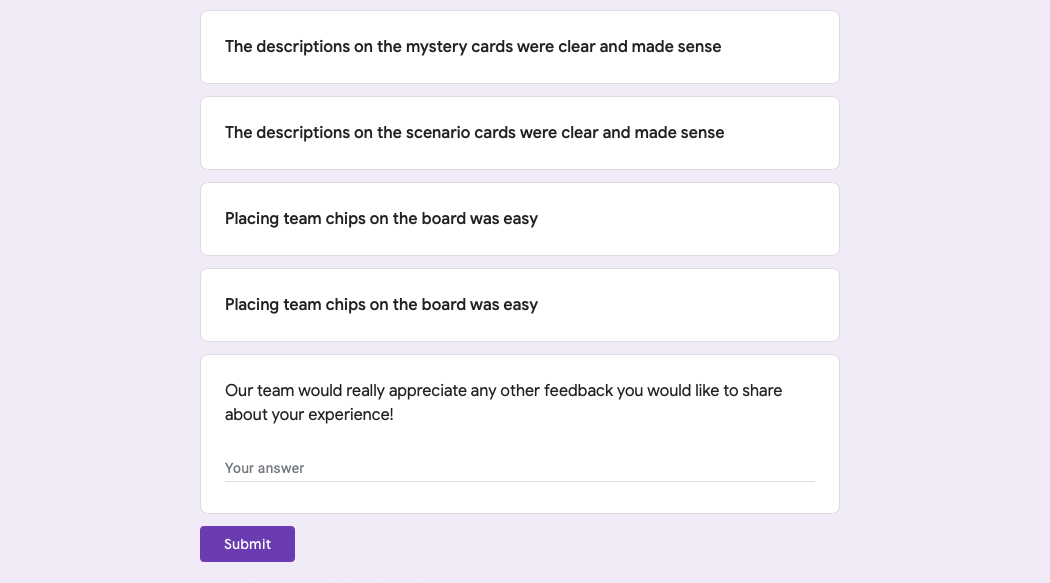 The descriptions on the mystery cards were clear and made sense
The descriptions on the scenario cards were clear and made sense
Placing team chips on the board was easy
Placing team chips on the board was easy
Our team would really appreciate any other feedback you would like to share
about your experience!
Your answer
Submit